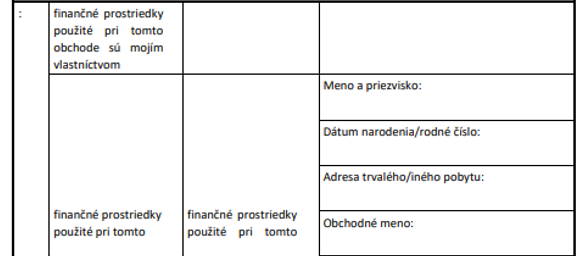 :
finančné prostriedky
použité pri tomto
obchode sú mojím
vlastníctvom
Meno a priezvisko:
Dátum narodenia/rodné číslo:
Adresa trvalého/iného pobytu:
finančné prostriedky
použité pri tomto
finančné prostriedky
použité pri tomto
Obchodné meno: